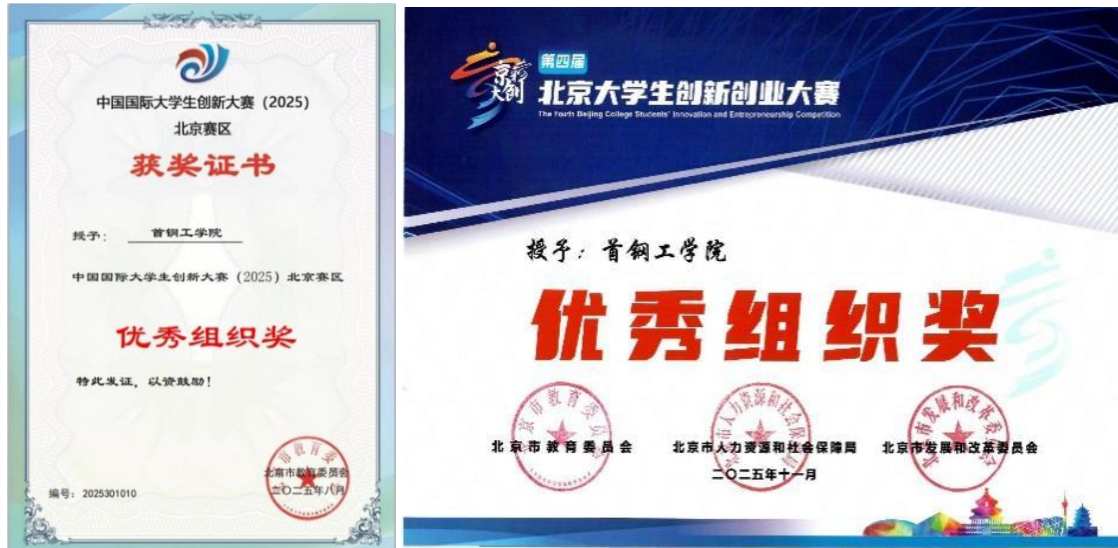 中国国际大学生创新大赛（2025）
北京赛区
获奖证书
授予： 首钢工学院
中国国际大学生创新大赛（2025）北京赛区
优秀组织奖
特此发证，以资鼓励！
北京市教育委员会
二〇二五年八月
编号：2025301010
京彩大创
第四届
北京大学生创新创业大赛
The Fourth Beijing College Students' Innovation and Entrepreneurship Competition
授予：首钢工学院
优秀组织奖
北京市教育委员会
北京市人力资源和社会保障局
北京市发展和改革委员会
二〇二五年十一月